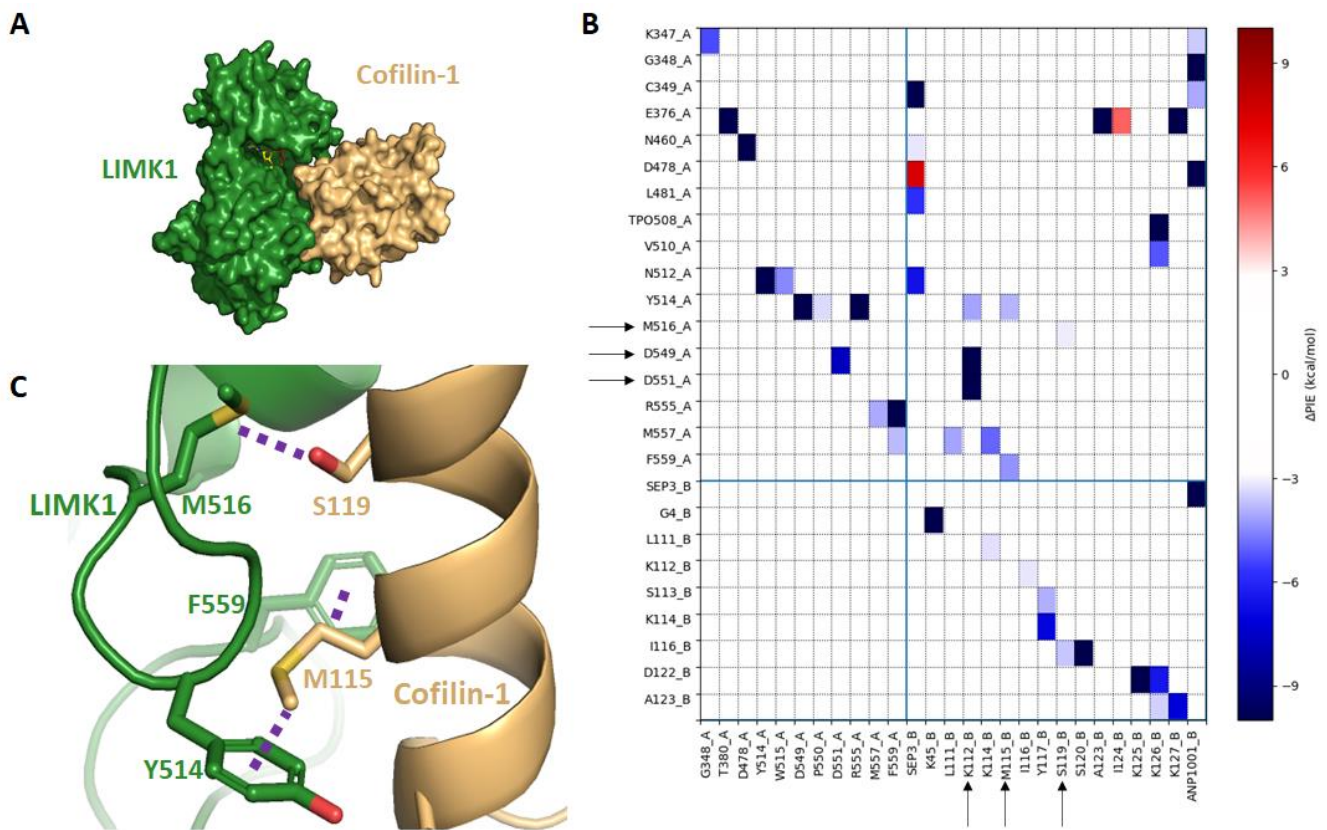 A
Cofilin-1
LIMK1
B
K347_A
G348_A
C349_A
E376_A
N460_A
D478_A
L481_A
TPO508_A
V510_A
N512_A
Y514_A
M516_A
D549_A
D551_A
R555_A
M557_A
F559_A
SEP3_B
G4_B
L111_B
K112_B
S113_B
K114_B
I116_B
D122_B
A123_B
G348_A
T380_A
D478_A
Y514_A
W515_A
D549_A
P550_A
D551_A
R555_A
M557_A
F559_A
SEP3_B
K45_B
L111_B
K112_B
K114_B
M115_B
I116_B
Y117_B
S119_B
S120_B
A123_B
I124_B
K125_B
K126_B
K127_B
ANP1001_B
9
6
3
0
−3
−6
−9
ΔPIE (kcal/mol)
C
LIMK1
M516
S119
F559
M115
Cofilin-1
Y514